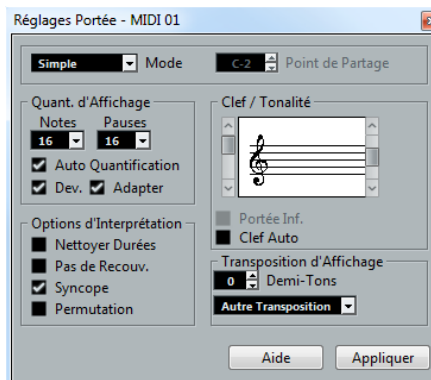 Réglages Portée - MIDI 01
Simple Mode C-2 Point de Partage
Quant. d'Affichage
Notes Pauses
16 16
Auto Quantification
Dev. Adapter
Clef / Tonalité
Portée Inf.
Clef Auto
Options d'Interprétation
Nettoyer Durées
Pas de Recouv.
Syncope
Permutation
Transposition d'Affichage
0 Demi-Tons
Autre Transposition
Aide Appliquer